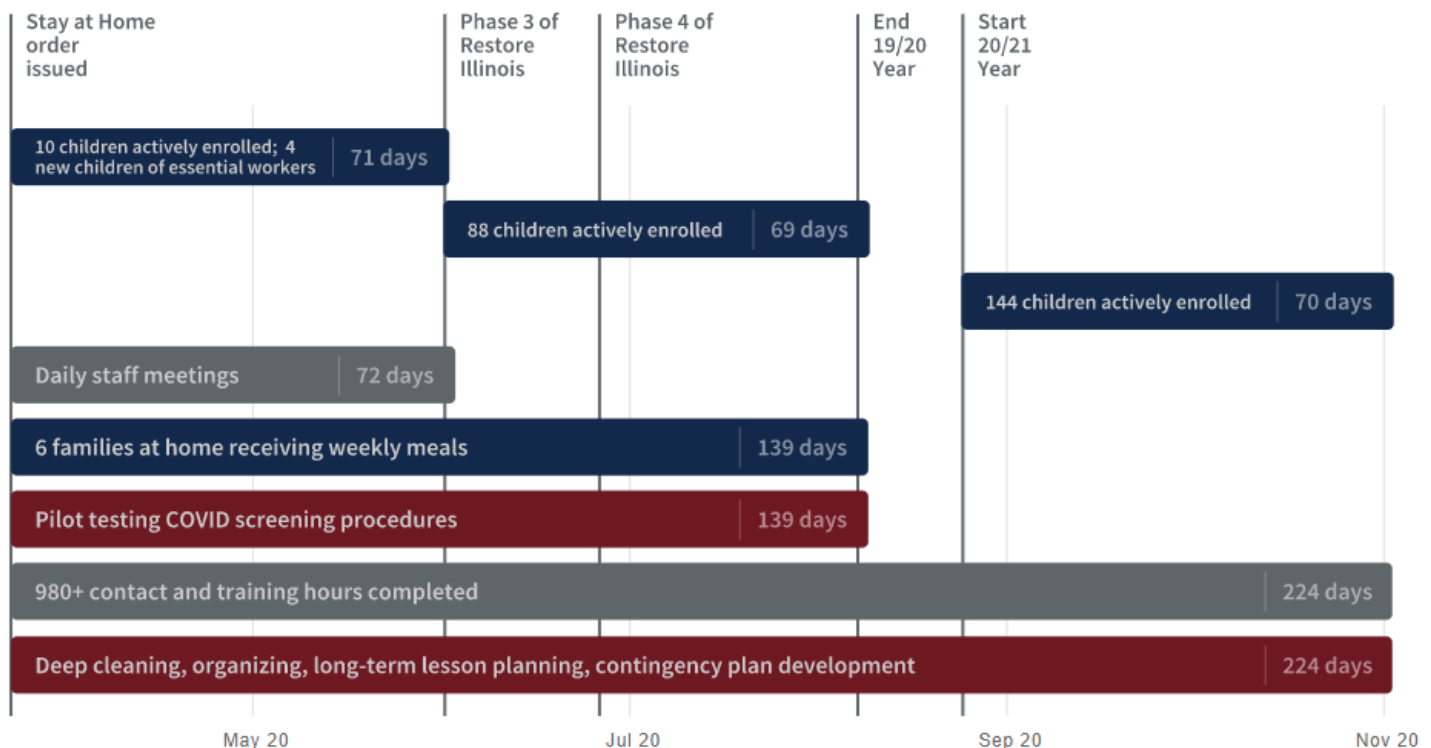 Stay at Home
order
issued
Phase 3 of
Restore
Illinois
Phase 4 of
Restore
Illinois
End
19/20
Year
Start
20/21
Year
10 children actively enrolled; 4
new children of essential workers
71 days
88 children actively enrolled
69 days
144 children actively enrolled
70 days
Daily staff meetings
72 days
6 families at home receiving weekly meals
139 days
Pilot testing COVID screening procedures
139 days
980+ contact and training hours completed
224 days
Deep cleaning, organizing, long-term lesson planning, contingency plan development
224 days
May 20
Jul 20
Sep 20
Nov 20